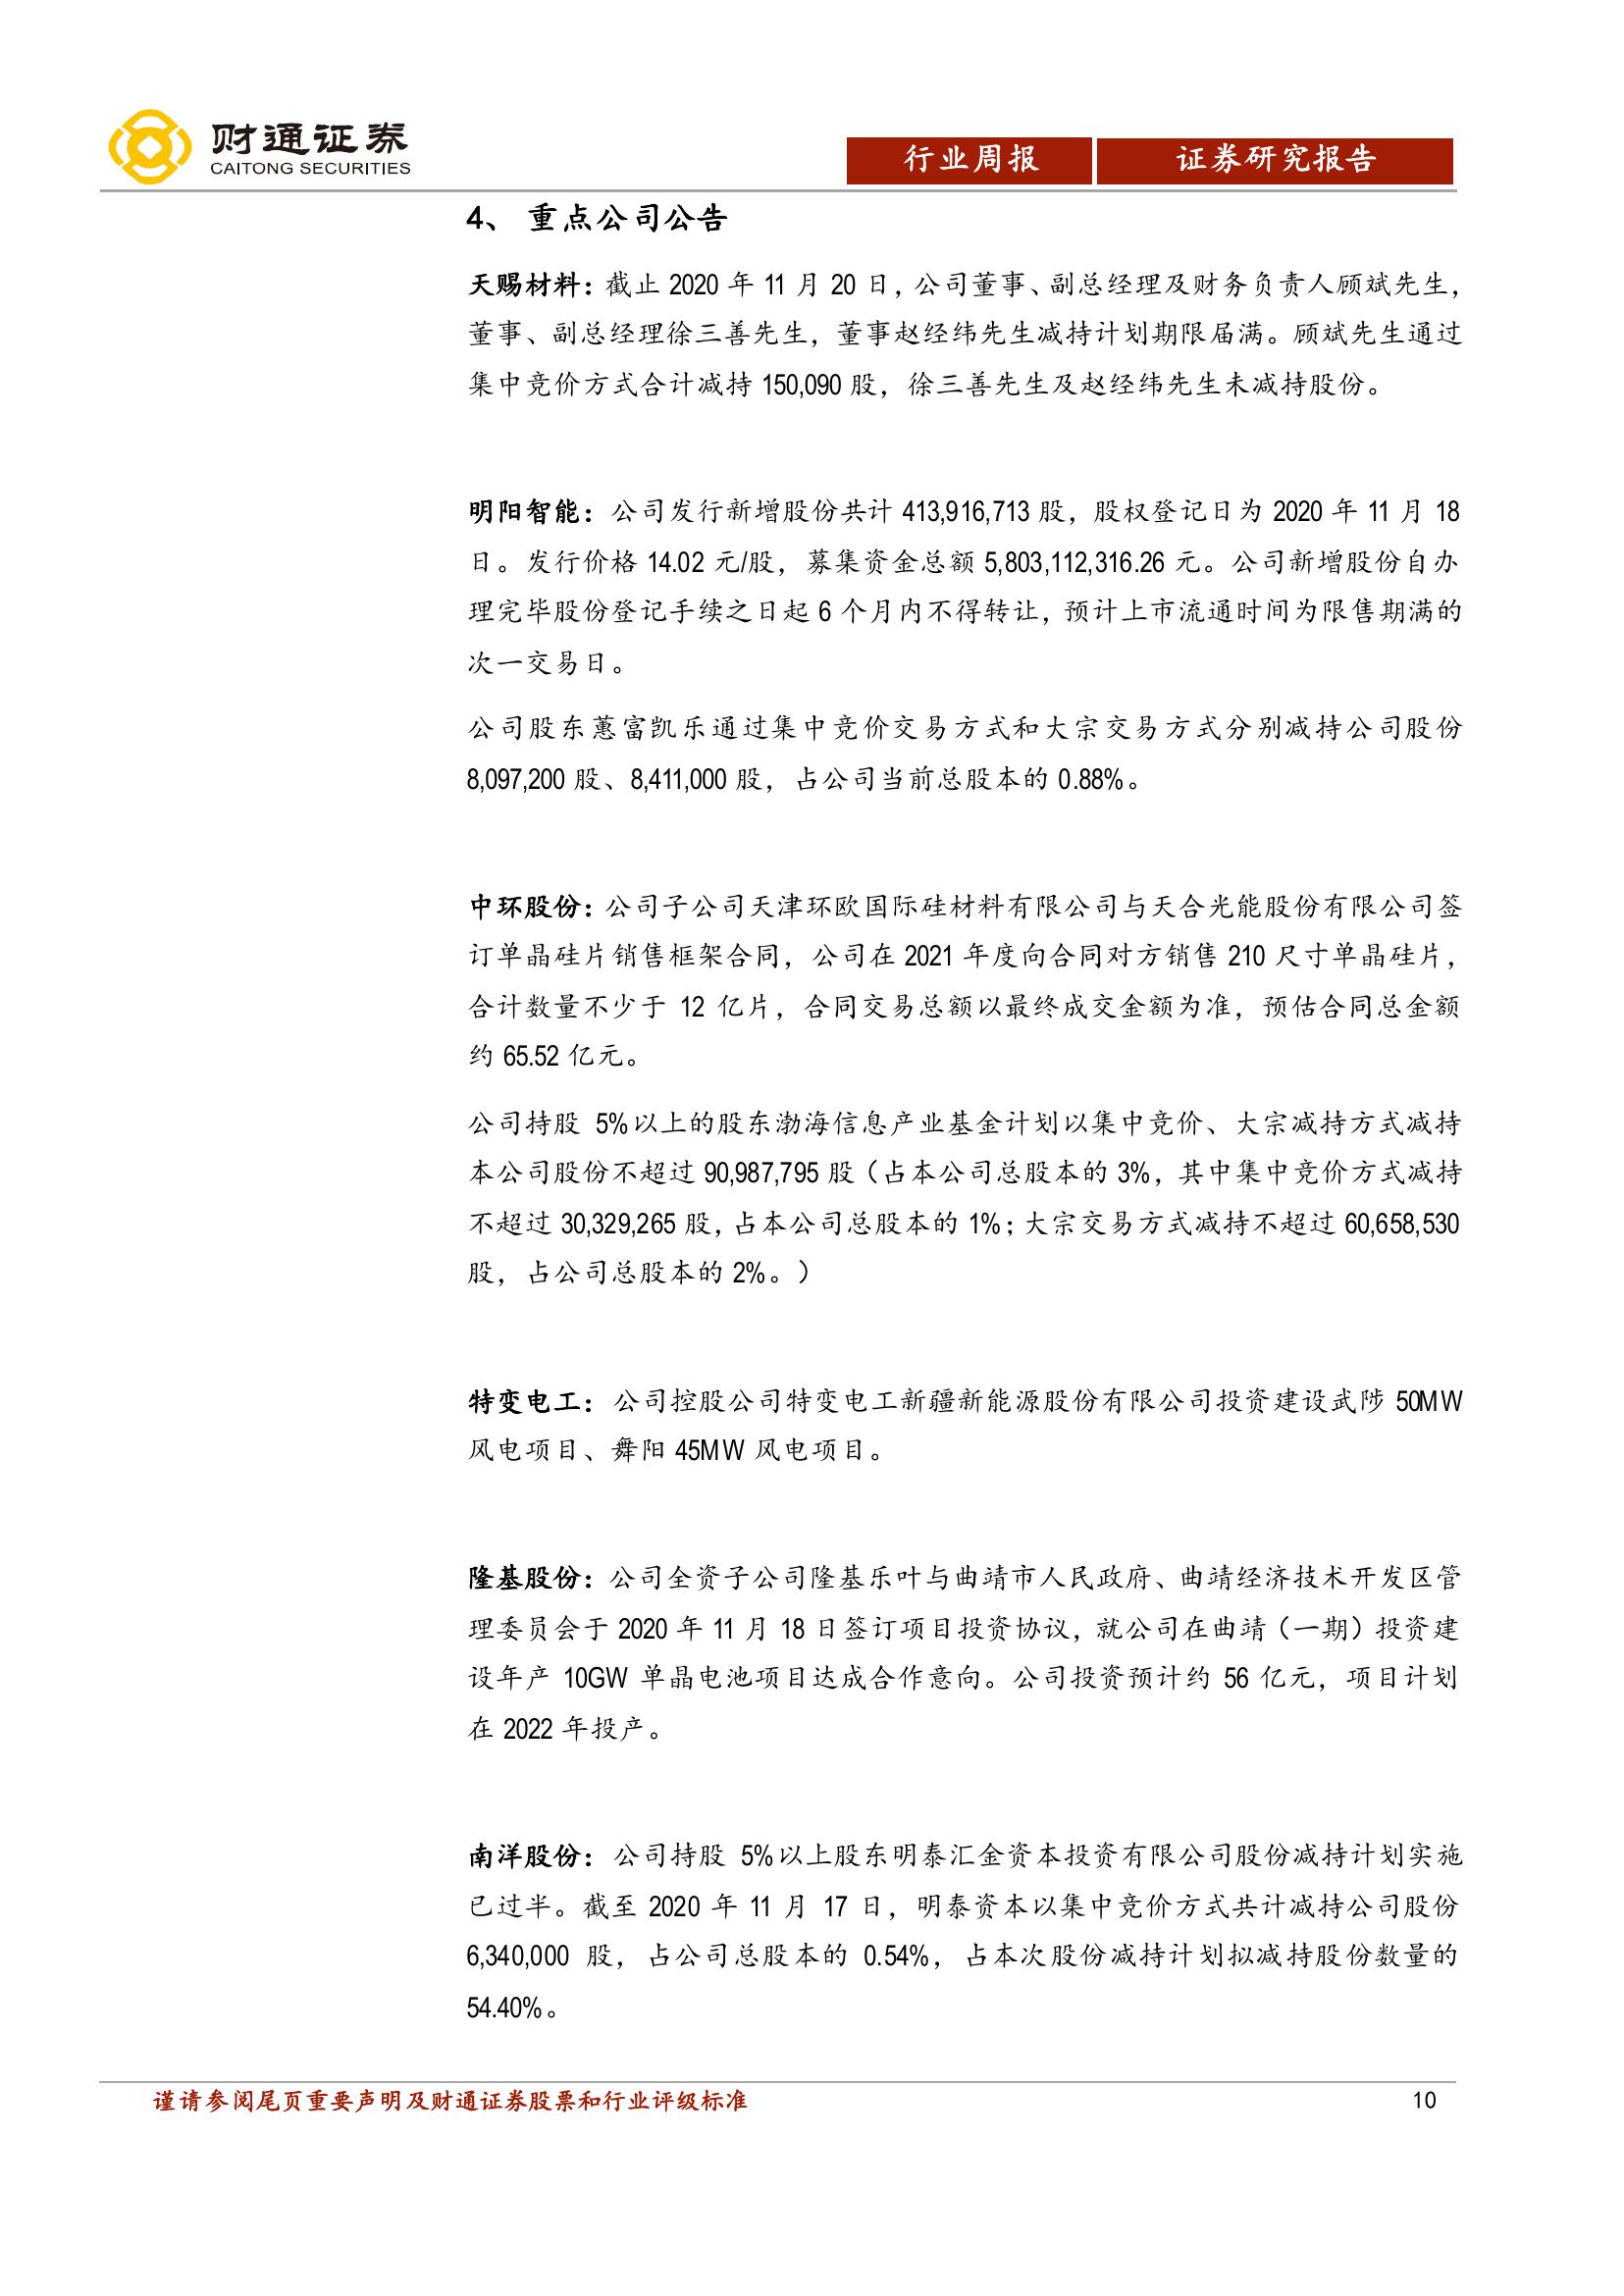 财通证券
CAITONG SECURITIES
行业周报
证券研究报告
4、 重点公司公告
天赐材料：截止 2020 年 11 月 20 日，公司董事、副总经理及财务负责人顾斌先生，
董事、副总经理徐三善先生，董事赵经纬先生减持计划期限届满。顾斌先生通过
集中竞价方式合计减持 150,090 股，徐三善先生及赵经纬先生未减持股份。
明阳智能：公司发行新增股份共计 413,916,713 股，股权登记日为 2020 年 11 月 18
日。发行价格 14.02 元/股，募集资金总额 5,803,112,316.26 元。公司新增股份自办
理完毕股份登记手续之日起 6 个月内不得转让，预计上市流通时间为限售期满的
次一交易日。
公司股东蕙富凯乐通过集中竞价交易方式和大宗交易方式分别减持公司股份
8,097,200 股、8,411,000 股，占公司当前总股本的 0.88%。
中环股份：公司子公司天津环欧国际硅材料有限公司与天合光能股份有限公司签
订单晶硅片销售框架合同，公司在 2021 年度向合同对方销售 210 尺寸单晶硅片，
合计数量不少于 12 亿片，合同交易总额以最终成交金额为准，预估合同总金额
约 65.52 亿元。
公司持股 5%以上的股东渤海信息产业基金计划以集中竞价、大宗减持方式减持
本公司股份不超过 90,987,795 股（占本公司总股本的 3%，其中集中竞价方式减持
不超过 30,329,265 股，占本公司总股本的 1%；大宗交易方式减持不超过 60,658,530
股，占公司总股本的 2%。）
特变电工：公司控股公司特变电工新疆新能源股份有限公司投资建设武陟 50MW
风电项目、舞阳 45MW 风电项目。
隆基股份：公司全资子公司隆基乐叶与曲靖市人民政府、曲靖经济技术开发区管
理委员会于 2020 年 11 月 18 日签订项目投资协议，就公司在曲靖（一期）投资建
设年产 10GW 单晶电池项目达成合作意向。公司投资预计约 56 亿元，项目计划
在 2022 年投产。
南洋股份：公司持股 5%以上股东明泰汇金资本投资有限公司股份减持计划实施
已过半。截至 2020 年 11 月 17 日，明泰资本以集中竞价方式共计减持公司股份
6,340,000 股，占公司总股本的 0.54%，占本次股份减持计划拟减持股份数量的
54.40%。
谨请参阅尾页重要声明及财通证券股票和行业评级标准
10